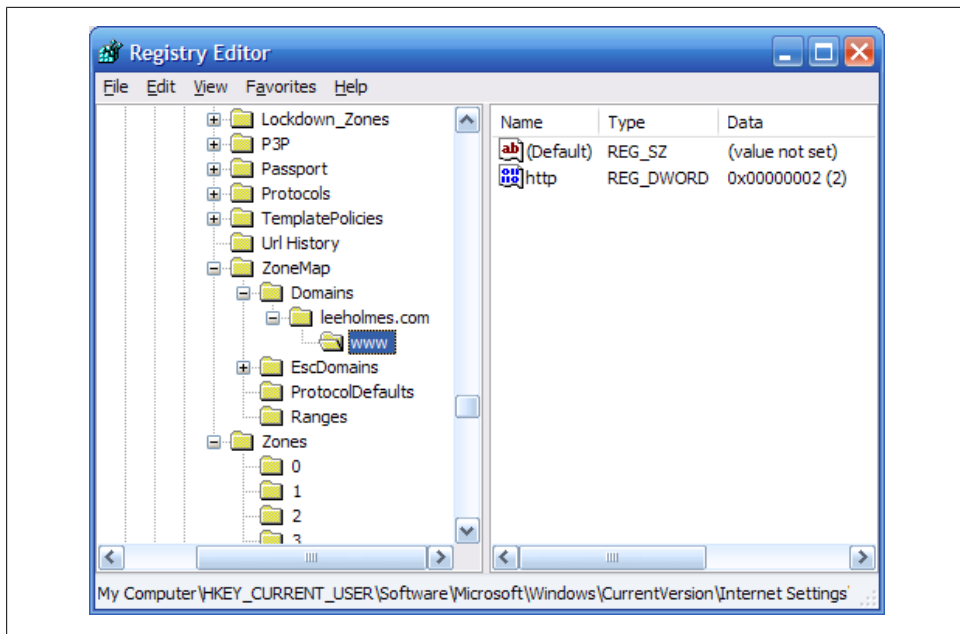 Registry Editor
File Edit View Favorites Help
Lockdown_Zones
P3P
Passport
Protocols
TemplatePolicies
Url History
ZoneMap
Domains
leeholmes.com
www
EscDomains
ProtocolDefaults
Ranges
Zones
0
1
2
3
Name Type Data
(Default) REG_SZ (value not set)
http REG_DWORD 0x00000002 (2)
My Computer\HKEY_CURRENT_USER\Software\Microsoft\Windows\CurrentVersion\Internet Settings\